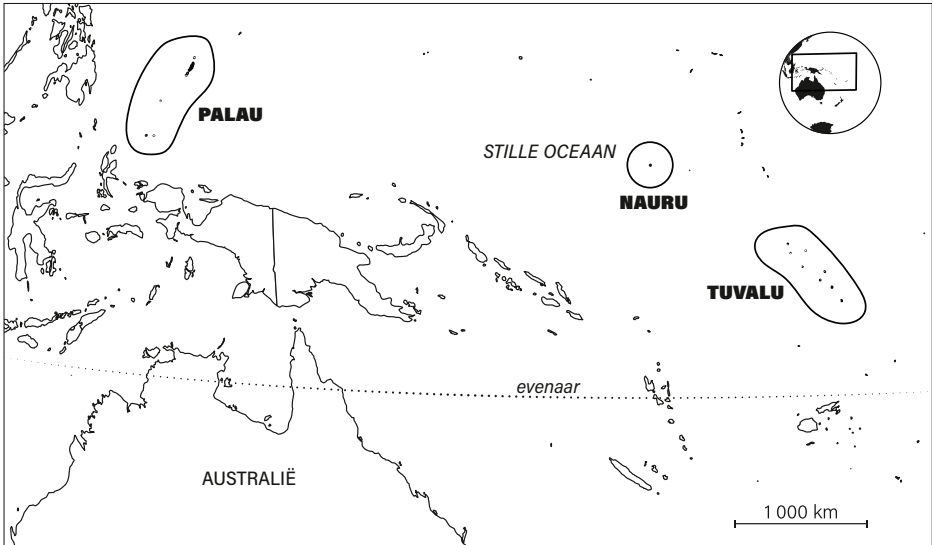 PALAU
STILLE OCEAAN
NAURU
TUVALU
evenaar
AUSTRALIË
1 000 km